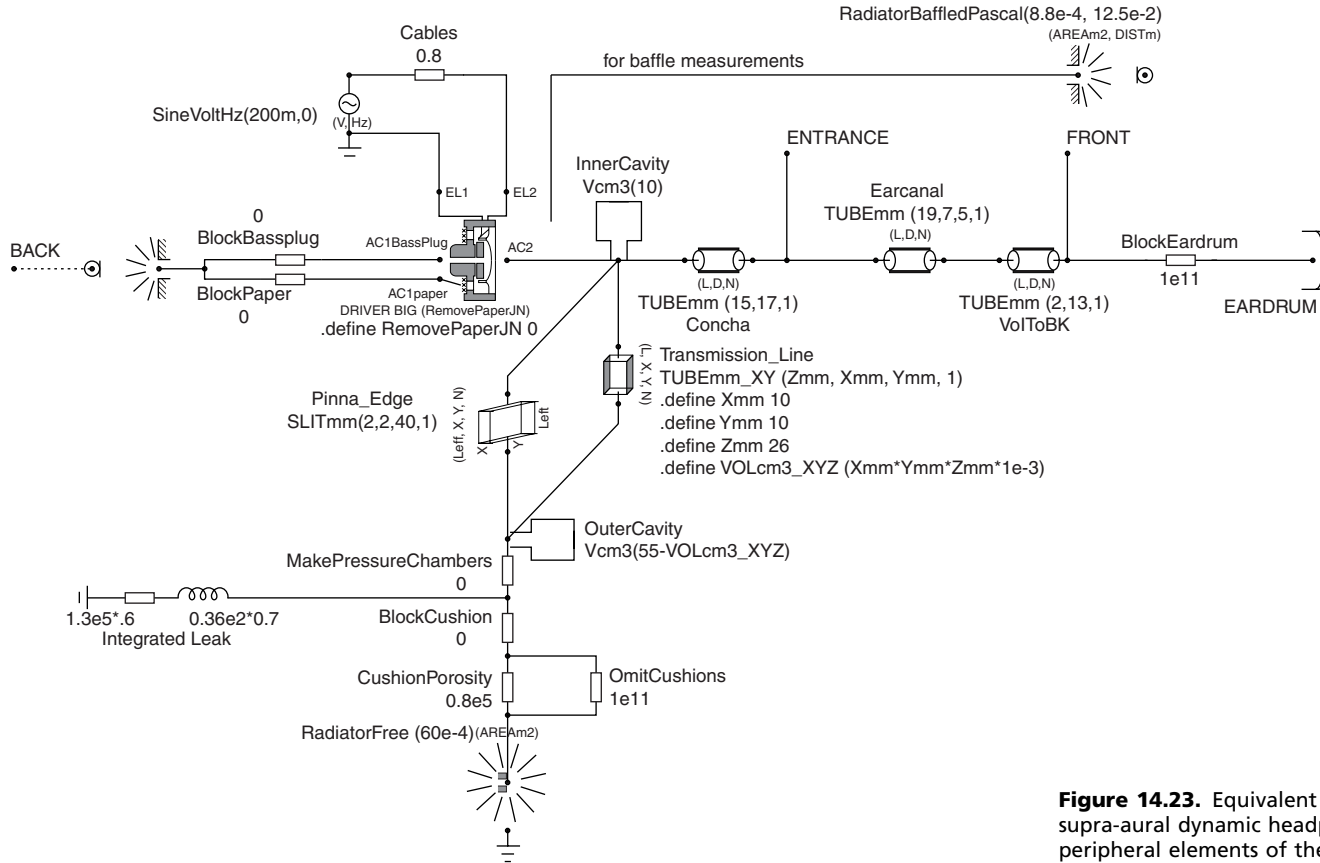 RadiatorBaffledPascal(8.8e-4, 12.5e-2)
(AREAm2, DISTm)
Cables
0.8
for baffle measurements
SineVoltHz(200m,0)
(V, Hz)
ENTRANCE
FRONT
InnerCavity
Vcm3(10)
EL1
EL2
Earcanal
TUBEmm (19,7,5,1)
(L,D,N)
0
BlockBassplug
BACK
AC1BassPlug
AC2
BlockEardrum
1e11
BlockPaper
0
AC1paper
DRIVER BIG (RemovePaperJN)
.define RemovePaperJN 0
(L,D,N)
TUBEmm (15,17,1)
Concha
(L,D,N)
TUBEmm (2,13,1)
VolToBK
EARDRUM
(L, X, Y, N)
Transmission_Line
TUBEmm_XY (Zmm, Xmm, Ymm, 1)
.define Xmm 10
.define Ymm 10
.define Zmm 26
.define VOLcm3_XYZ (Xmm*Ymm*Zmm*1e-3)
Pinna_Edge
SLITmm(2,2,40,1)
(Leff, X, Y, N)
X
Y
Left
OuterCavity
Vcm3(55-VOLcm3_XYZ)
MakePressureChambers
0
1.3e5*.6
0.36e2*0.7
Integrated Leak
BlockCushion
0
CushionPorosity
0.8e5
OmitCushions
1e11
RadiatorFree (60e-4)(AREAm2)
Figure 14.23. Equivalent
supra-aural dynamic headp
peripheral elements of the